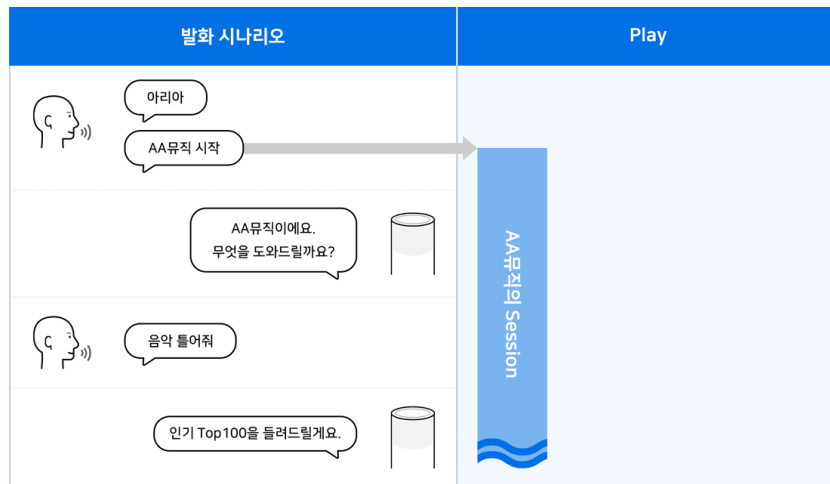 발화 시나리오
Play
아리아
AA뮤직 시작
AA뮤직이에요.
무엇을 도와드릴까요?
AA뮤직의 Session
음악 틀어줘
인기 Top100을 들려드릴게요.